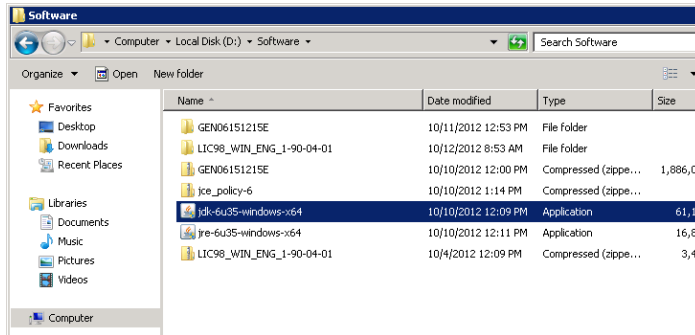 Software
Computer Local Disk (D:) Software Search Software
Organize Open New folder
Favorites
Desktop
Downloads
Recent Places
Libraries
Documents
Music
Pictures
Videos
Computer
Name Date modified Type Size
GEN06151215E 10/11/2012 12:53 PM File folder
LIC98_WIN_ENG_1-90-04-01 10/12/2012 8:53 AM File folder
GEN06151215E 10/10/2012 12:00 PM Compressed (zippe... 1,886,0
jce_policy-6 10/10/2012 1:14 PM Compressed (zippe...
jdk-6u35-windows-x64 10/10/2012 12:09 PM Application 61,1
jre-6u35-windows-x64 10/10/2012 12:11 PM Application 16,8
LIC98_WIN_ENG_1-90-04-01 10/4/2012 12:09 PM Compressed (zippe... 3,4